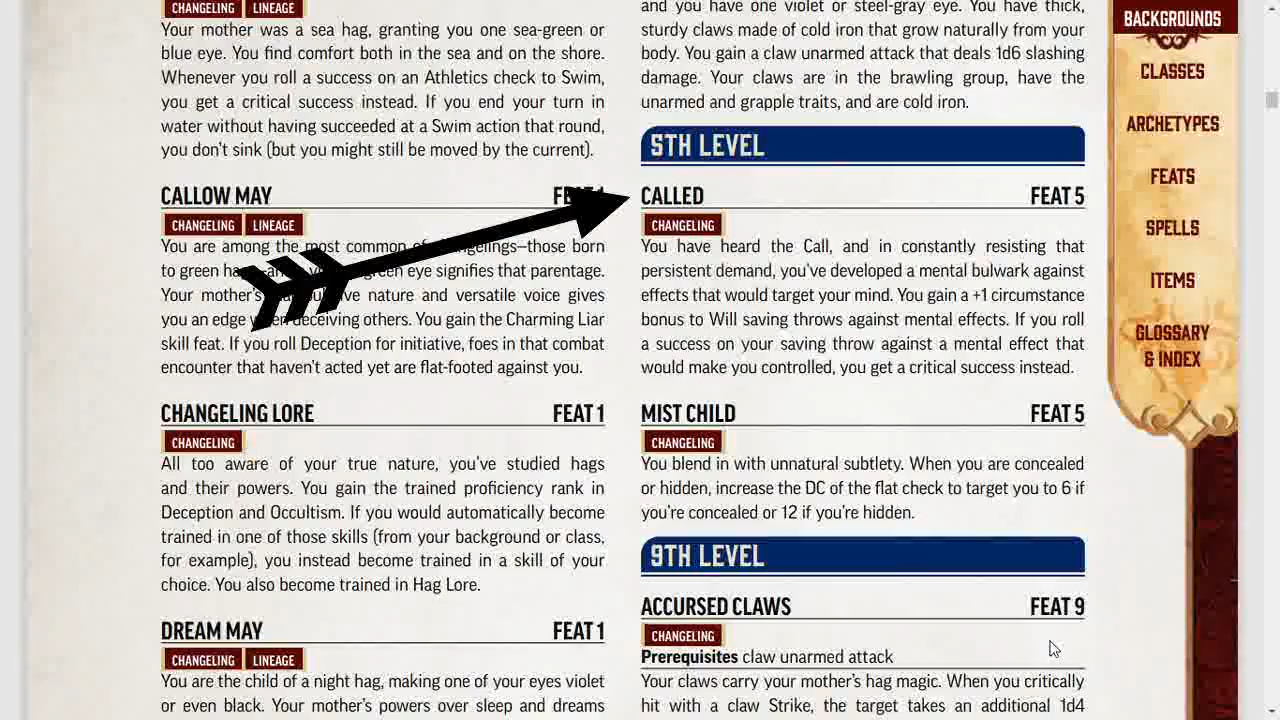 CHANGELING LINEAGE
Your mother was a sea hag, granting you one sea-green or
blue eye. You find comfort both in the sea and on the shore.
Whenever you roll a success on an Athletics check to Swim,
you get a critical success instead. If you end your turn in
water without having succeeded at a Swim action that round,
you don't sink (but you might still be moved by the current).
CALLOW MAY FEAT 1
CHANGELING LINEAGE
You are among the most common of changelings—those born
to green green eye signifies that parentage.
Your mother's nature and versatile voice gives
you an edge when deceiving others. You gain the Charming Liar
skill feat. If you roll Deception for initiative, foes in that combat
encounter that haven't acted yet are flat-footed against you.
CHANGELING LORE FEAT 1
CHANGELING
All too aware of your true nature, you've studied hags
and their powers. You gain the trained proficiency rank in
Deception and Occultism. If you would automatically become
trained in one of those skills (from your background or class,
for example), you instead become trained in a skill of your
choice. You also become trained in Hag Lore.
DREAM MAY FEAT 1
CHANGELING LINEAGE
You are the child of a night hag, making one of your eyes violet
or even black. Your mother's powers over sleep and dreams
and you have one violet or steel-gray eye. You have thick,
sturdy claws made of cold iron that grow naturally from your
body. You gain a claw unarmed attack that deals 1d6 slashing
damage. Your claws are in the brawling group, have the
unarmed and grapple traits, and are cold iron.
5TH LEVEL
CALLED FEAT 5
CHANGELING
You have heard the Call, and in constantly resisting that
persistent demand, you've developed a mental bulwark against
effects that would target your mind. You gain a +1 circumstance
bonus to Will saving throws against mental effects. If you roll
a success on your saving throw against a mental effect that
would make you controlled, you get a critical success instead.
MIST CHILD FEAT 5
CHANGELING
You blend in with unnatural subtlety. When you are concealed
or hidden, increase the DC of the flat check to target you to 6 if
you're concealed or 12 if you're hidden.
9TH LEVEL
ACCURSED CLAWS FEAT 9
CHANGELING
Prerequisites claw unarmed attack
Your claws carry your mother's hag magic. When you critically
hit with a claw Strike, the target takes an additional 1d4
BACKGROUNDS
CLASSES
ARCHETYPES
FEATS
SPELLS
ITEMS
GLOSSARY
& INDEX